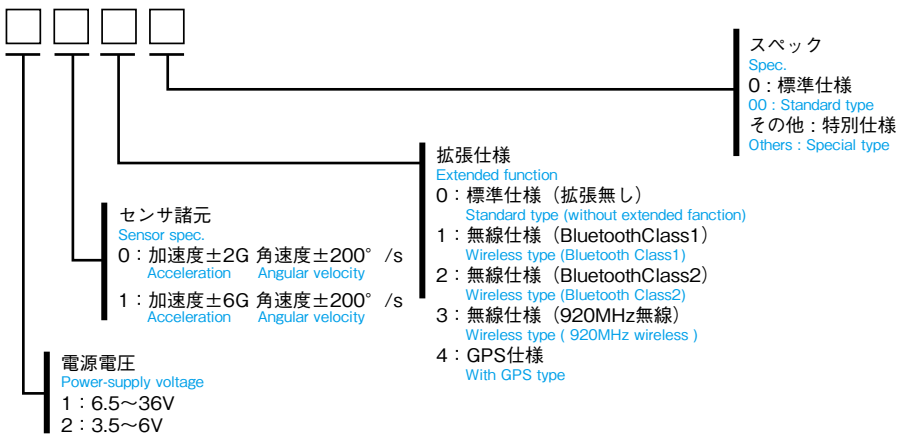 スペック
Spec.
0：標準仕様
00 : Standard type
その他：特別仕様
Others : Special type
拡張仕様
Extended function
0：標準仕様（拡張無し）
Standard type (without extended fanction)
1：無線仕様（BluetoothClass1）
Wireless type (Bluetooth Class1)
2：無線仕様（BluetoothClass2）
Wireless type (Bluetooth Class2)
3：無線仕様（920MHz無線）
Wireless type ( 920MHz wireless )
4：GPS仕様
With GPS type
センサ諸元
Sensor spec.
0：加速度±2G 角速度±200° /s
Acceleration Angular velocity
1：加速度±6G 角速度±200° /s
Acceleration Angular velocity
電源電圧
Power-supply voltage
1：6.5～36V
2：3.5～6V